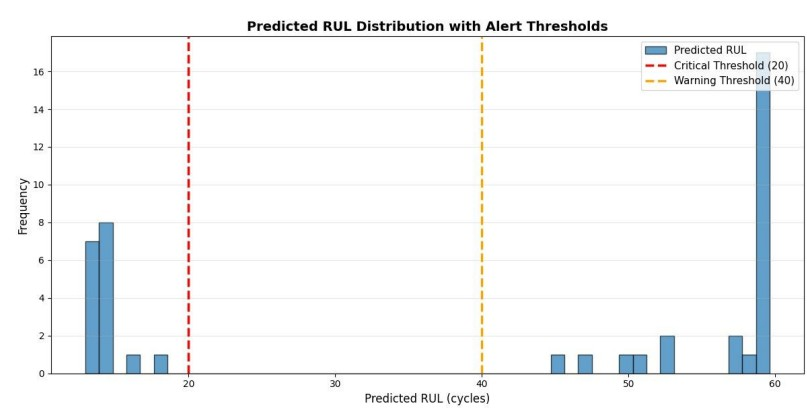 Predicted RUL Distribution with Alert Thresholds
Predicted RUL
Critical Threshold (20)
Warning Threshold (40)
16
14
12
10
8
6
4
2
0
Frequency
20 30 40 50 60
Predicted RUL (cycles)